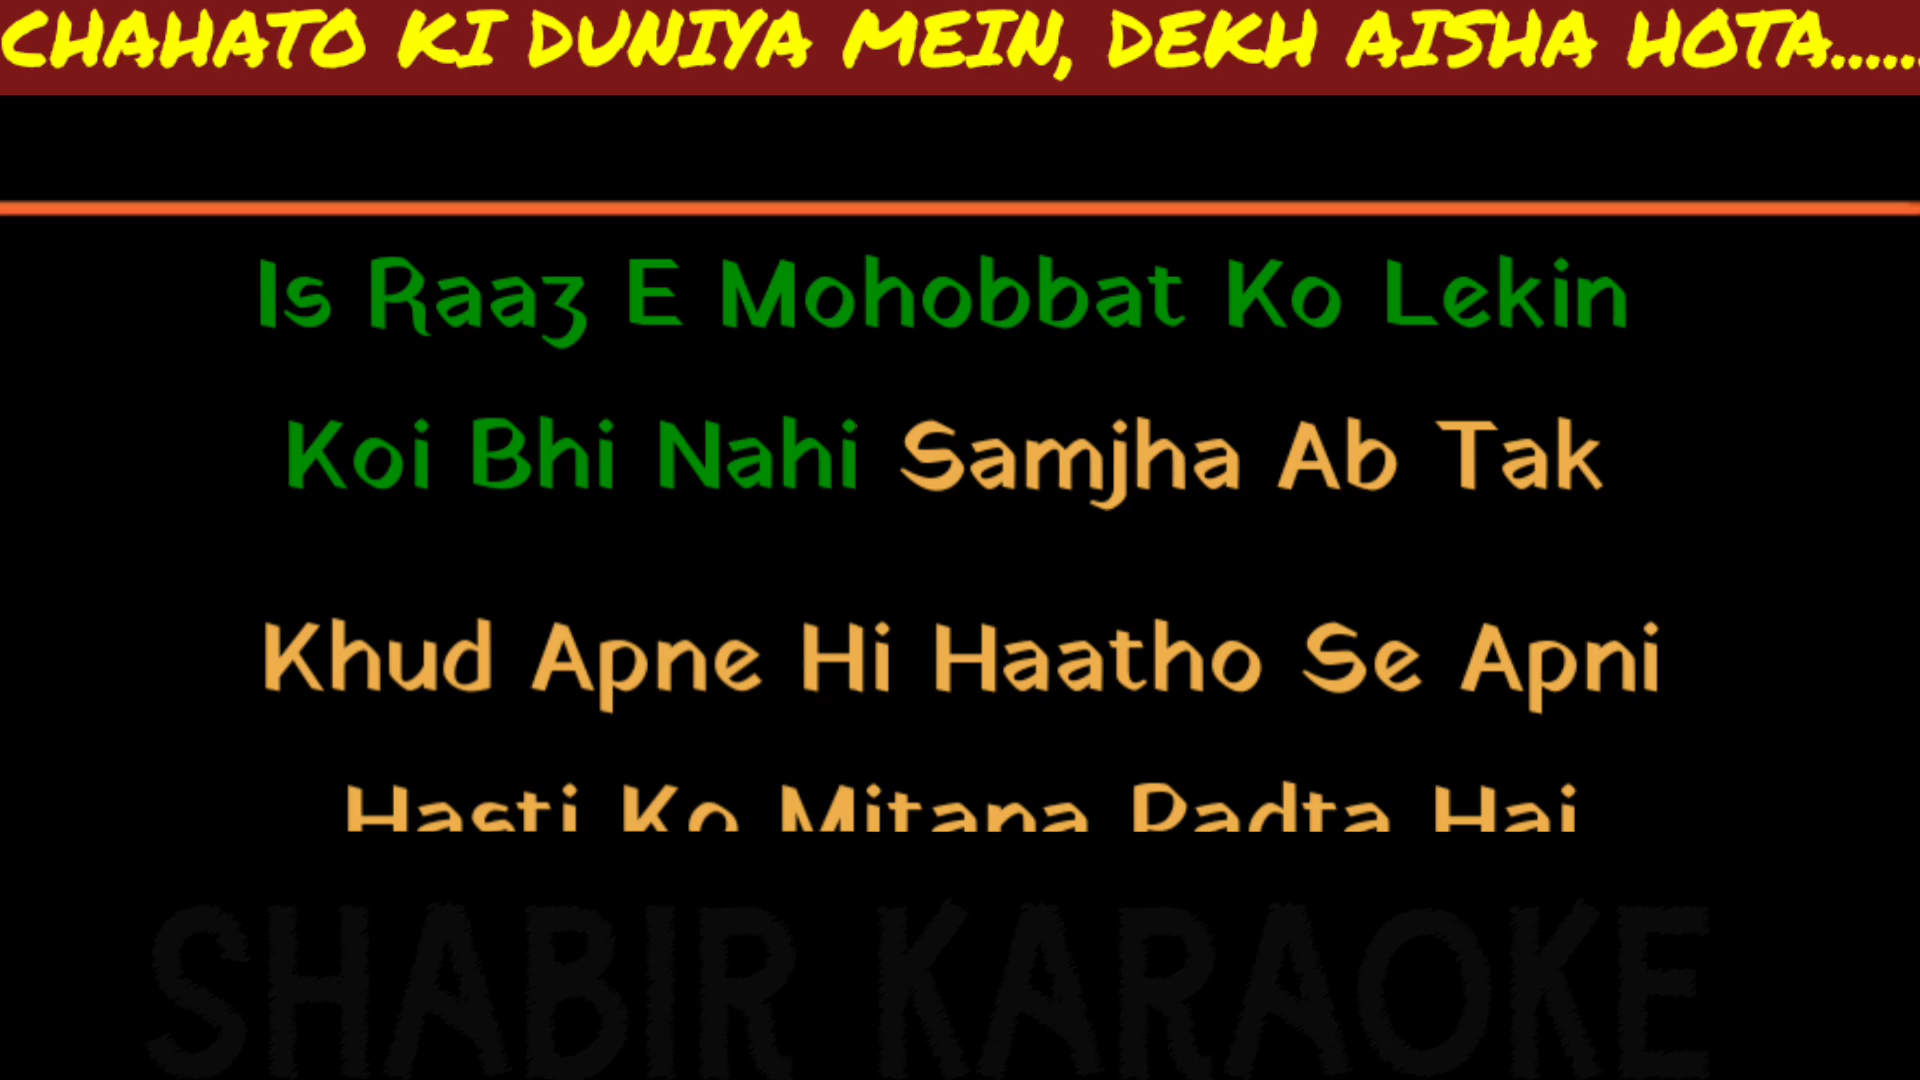 CHAHATO KI DUNIYA MEIN, DEKH AISHA HOTA......
Is Raaz E Mohobbat Ko Lekin
Koi Bhi Nahi Samjha Ab Tak
Khud Apne Hi Haatho Se Apni
Hasti Ko Mitana Padta Hai
SHABIR KARAOKE